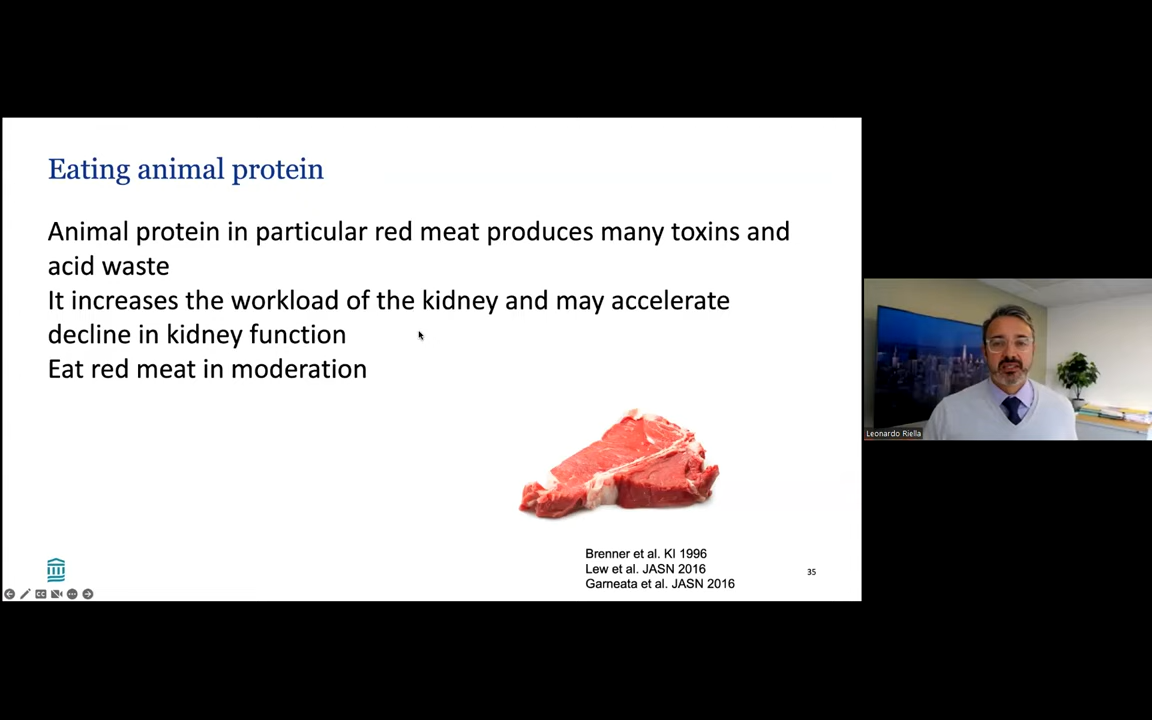 Eating animal protein
Animal protein in particular red meat produces many toxins and
acid waste
It increases the workload of the kidney and may accelerate
decline in kidney function
Eat red meat in moderation
Brenner et al. KI 1996
Lew et al. JASN 2016
Garneata et al. JASN 2016
35
CC
Leonardo Riella